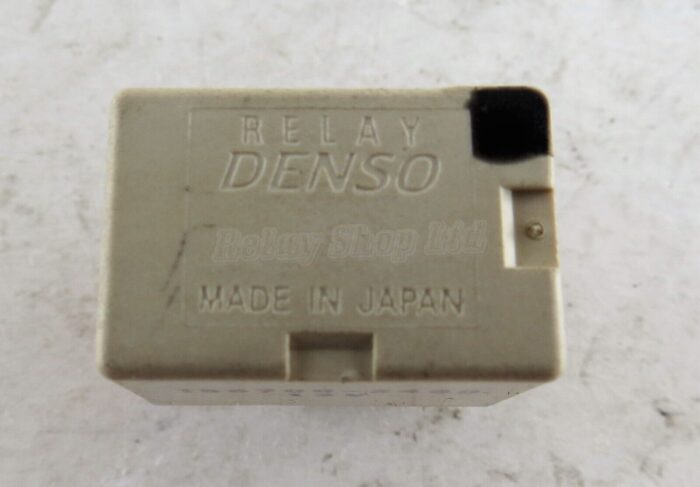 RELAY
DENSO
Relay Shop Ltd
MADE IN JAPAN